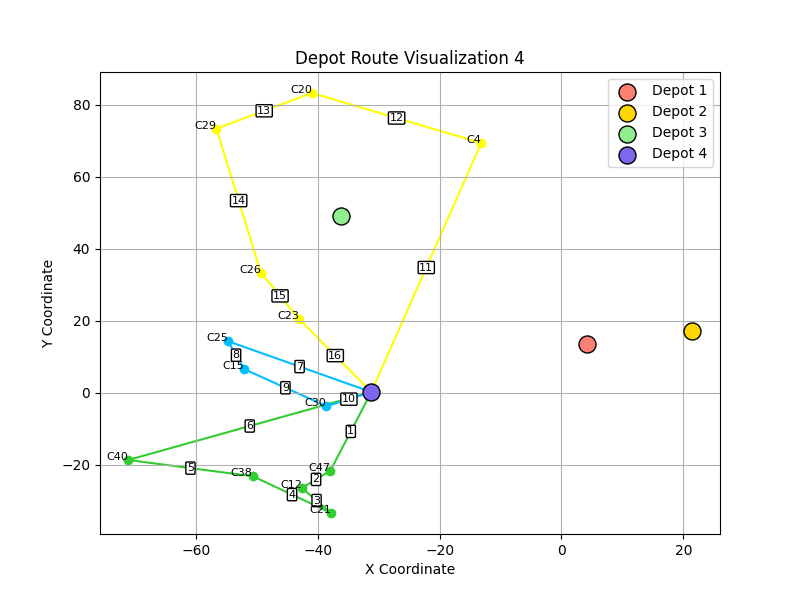 Depot Route Visualization 4
Depot 1
Depot 2
Depot 3
Depot 4
Y Coordinate
80
60
40
20
0
−20
C20
13
12
C29
C4
14
11
C26
15
C23
16
C25
8
7
C15
9
C30
10
1
6
C40
5
C38
C47
2
C12
4
3
C21
−60
−40
−20
0
20
X Coordinate